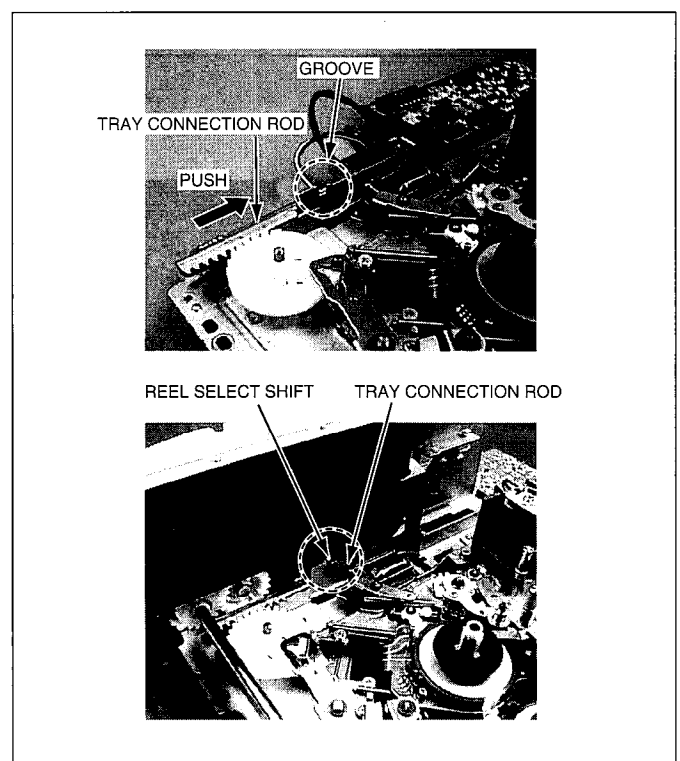 GROOVE
TRAY CONNECTION ROD
PUSH
REEL SELECT SHIFT TRAY CONNECTION ROD